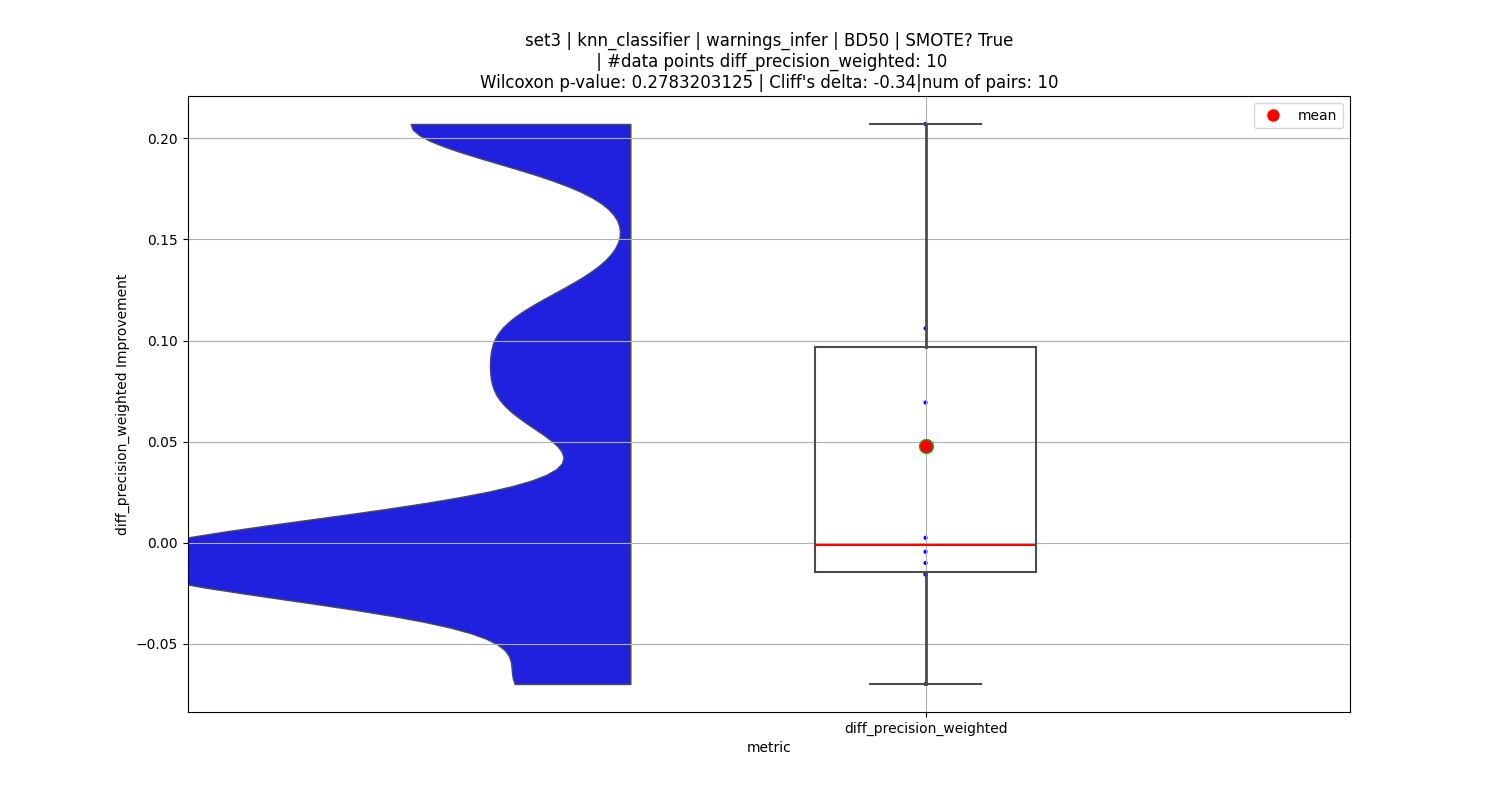 set3 | knn_classifier | warnings_infer | BD50 | SMOTE? True
| #data points diff_precision_weighted: 10
Wilcoxon p-value: 0.2783203125 | Cliff's delta: -0.34|num of pairs: 10
mean
0.20
0.15
0.10
0.05
0.00
−0.05
diff_precision_weighted Improvement
diff_precision_weighted
metric